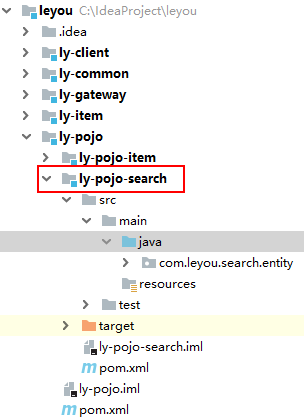 leyou C:\IdeaProject\leyou
.idea
ly-client
ly-common
ly-gateway
ly-item
ly-pojo
ly-pojo-item
ly-pojo-search
src
main
java
com.leyou.search.entity
resources
test
target
ly-pojo-search.iml
pom.xml
ly-pojo.iml
pom.xml